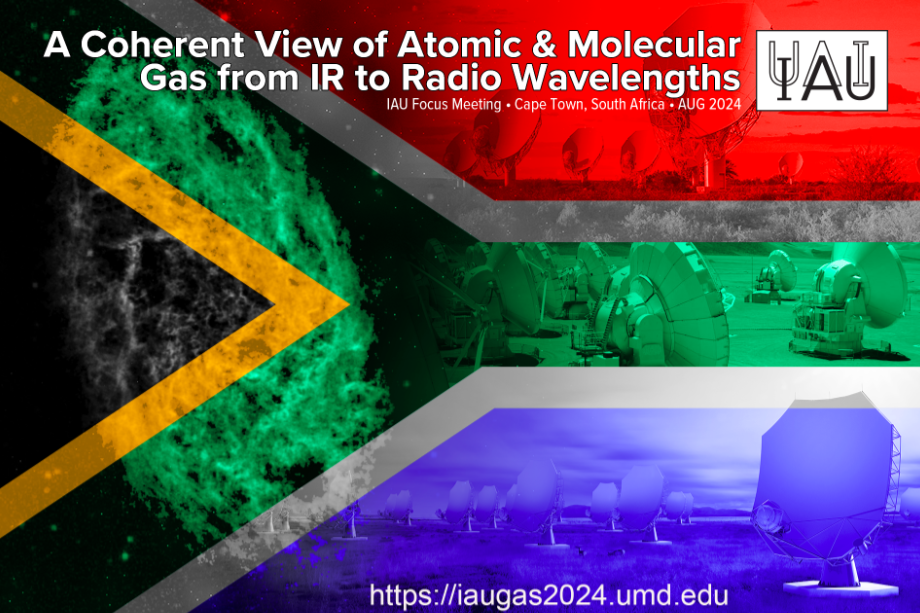 A Coherent View of Atomic & Molecular
Gas from IR to Radio Wavelengths
IAU Focus Meeting • Cape Town, South Africa • AUG 2024
IAU
https://iaugas2024.umd.edu